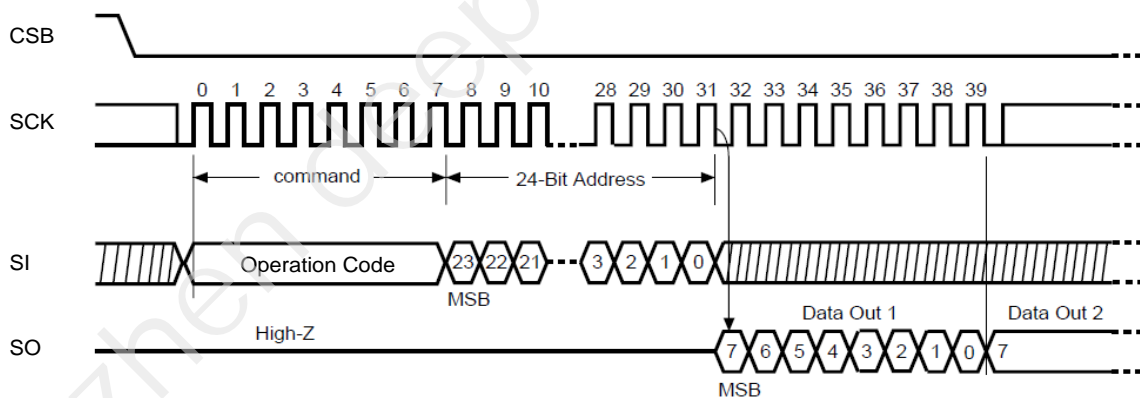 CSB
0 1 2 3 4 5 6 7 8 9 10 28 29 30 31 32 33 34 35 36 37 38 39
SCK
command 24-Bit Address
SI Operation Code 23 22 21 3 2 1 0
MSB
High-Z Data Out 1 Data Out 2
SO 7 6 5 4 3 2 1 0 7
MSB
zhen deep